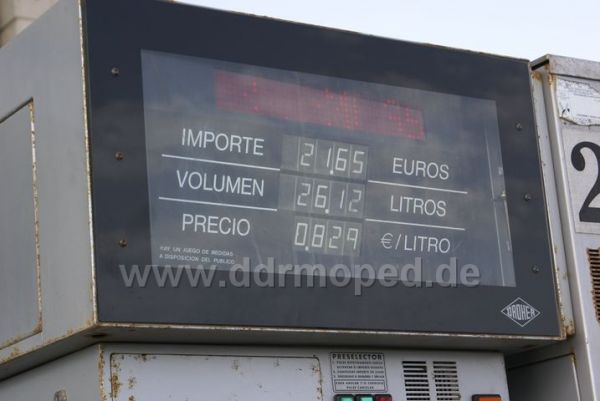 IMPORTE 21.65 EUROS
VOLUMEN 26.12 LITROS
PRECIO 0.829 €/LITRO
HAY UN JUEGO DE MEDIDAS
A DISPOSICION DEL PUBLICO
www.ddrmoped.de
2
PRESELECTOR